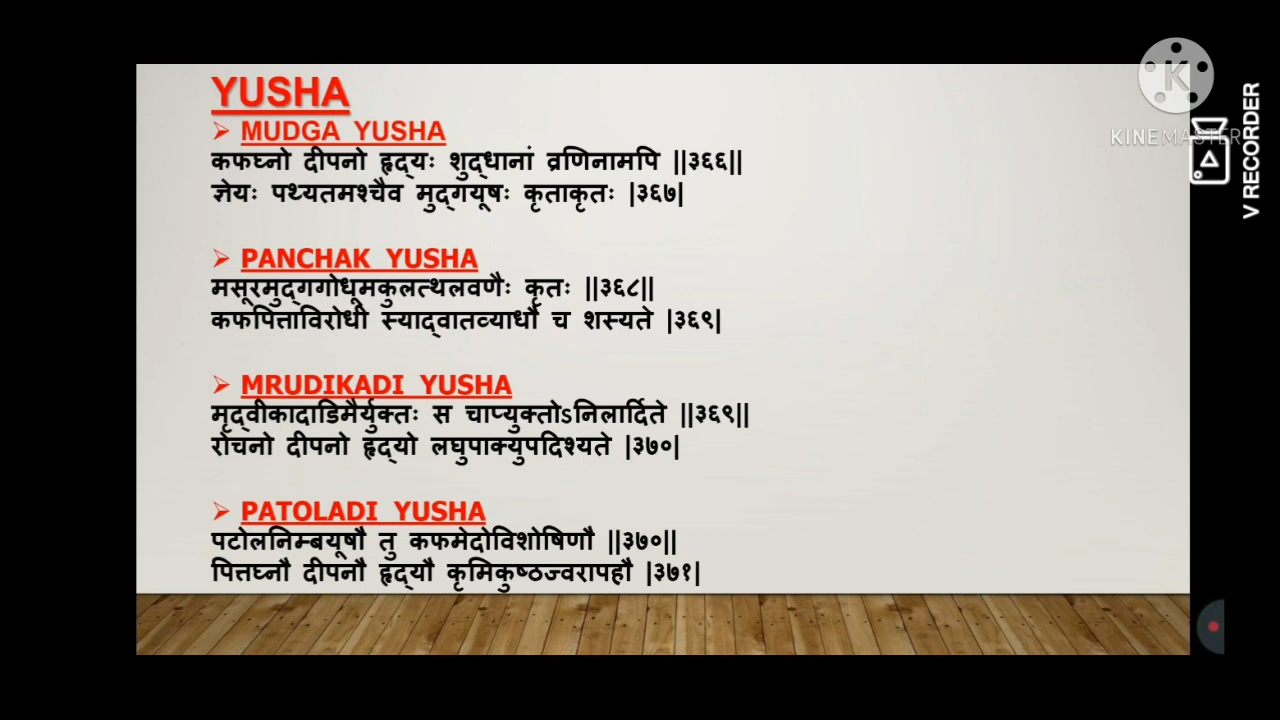 YUSHA
➢ MUDGA YUSHA
कफघ्नो दीपनो हृद्यः शुद्धानां व्रणिनामपि ||३६६||
ज्ञेयः पथ्यतमश्चैव मुद्गयूषः कृताकृतः |३६७|
➢ PANCHAK YUSHA
मसूरमुद्गगोधूमकुलत्थलवणैः कृतः ||३६८||
कफपित्ताविरोधी स्याद्वातव्याधौ च शस्यते |३६९|
➢ MRUDIKADI YUSHA
मृद्वीकादाडिमैर्युक्तः स चाप्युक्तोऽनिलार्दिते ||३६९||
रोचनो दीपनो हृद्यो लघुपाक्युपदिश्यते |३७०|
➢ PATOLADI YUSHA
पटोलनिम्बयूषौ तु कफमेदोविशोषिणौ ||३७०||
पित्तघ्नौ दीपनौ हृद्यौ कृमिकुष्ठज्वरापहौ |३७१|
K
KINEMASTER
V RECORDER